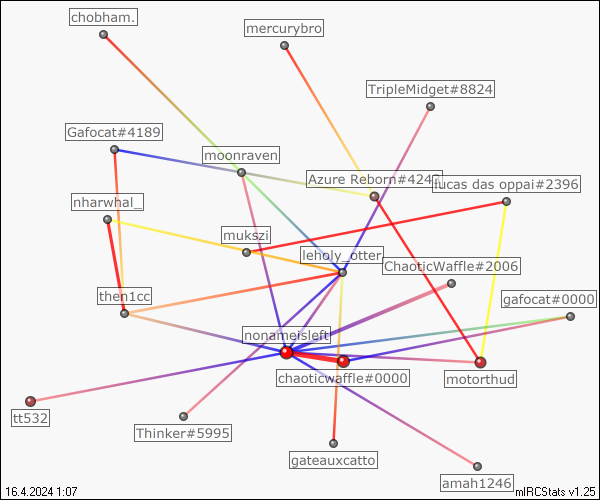 chobham.
mercurybro
TripleMidget#8824
Gafocat#4189
moonraven
Azure Reborn#424
lucas das oppai#2396
nharwhal_
mukszi
leholy_otter
ChaoticWaffle#2006
then1cc
gafocat#0000
nonameisleft
chaoticwaffle#0000
motorthud
tt532
Thinker#5995
gateauxcatto
amah1246
16.4.2024 1:07
mIRCStats v1.25